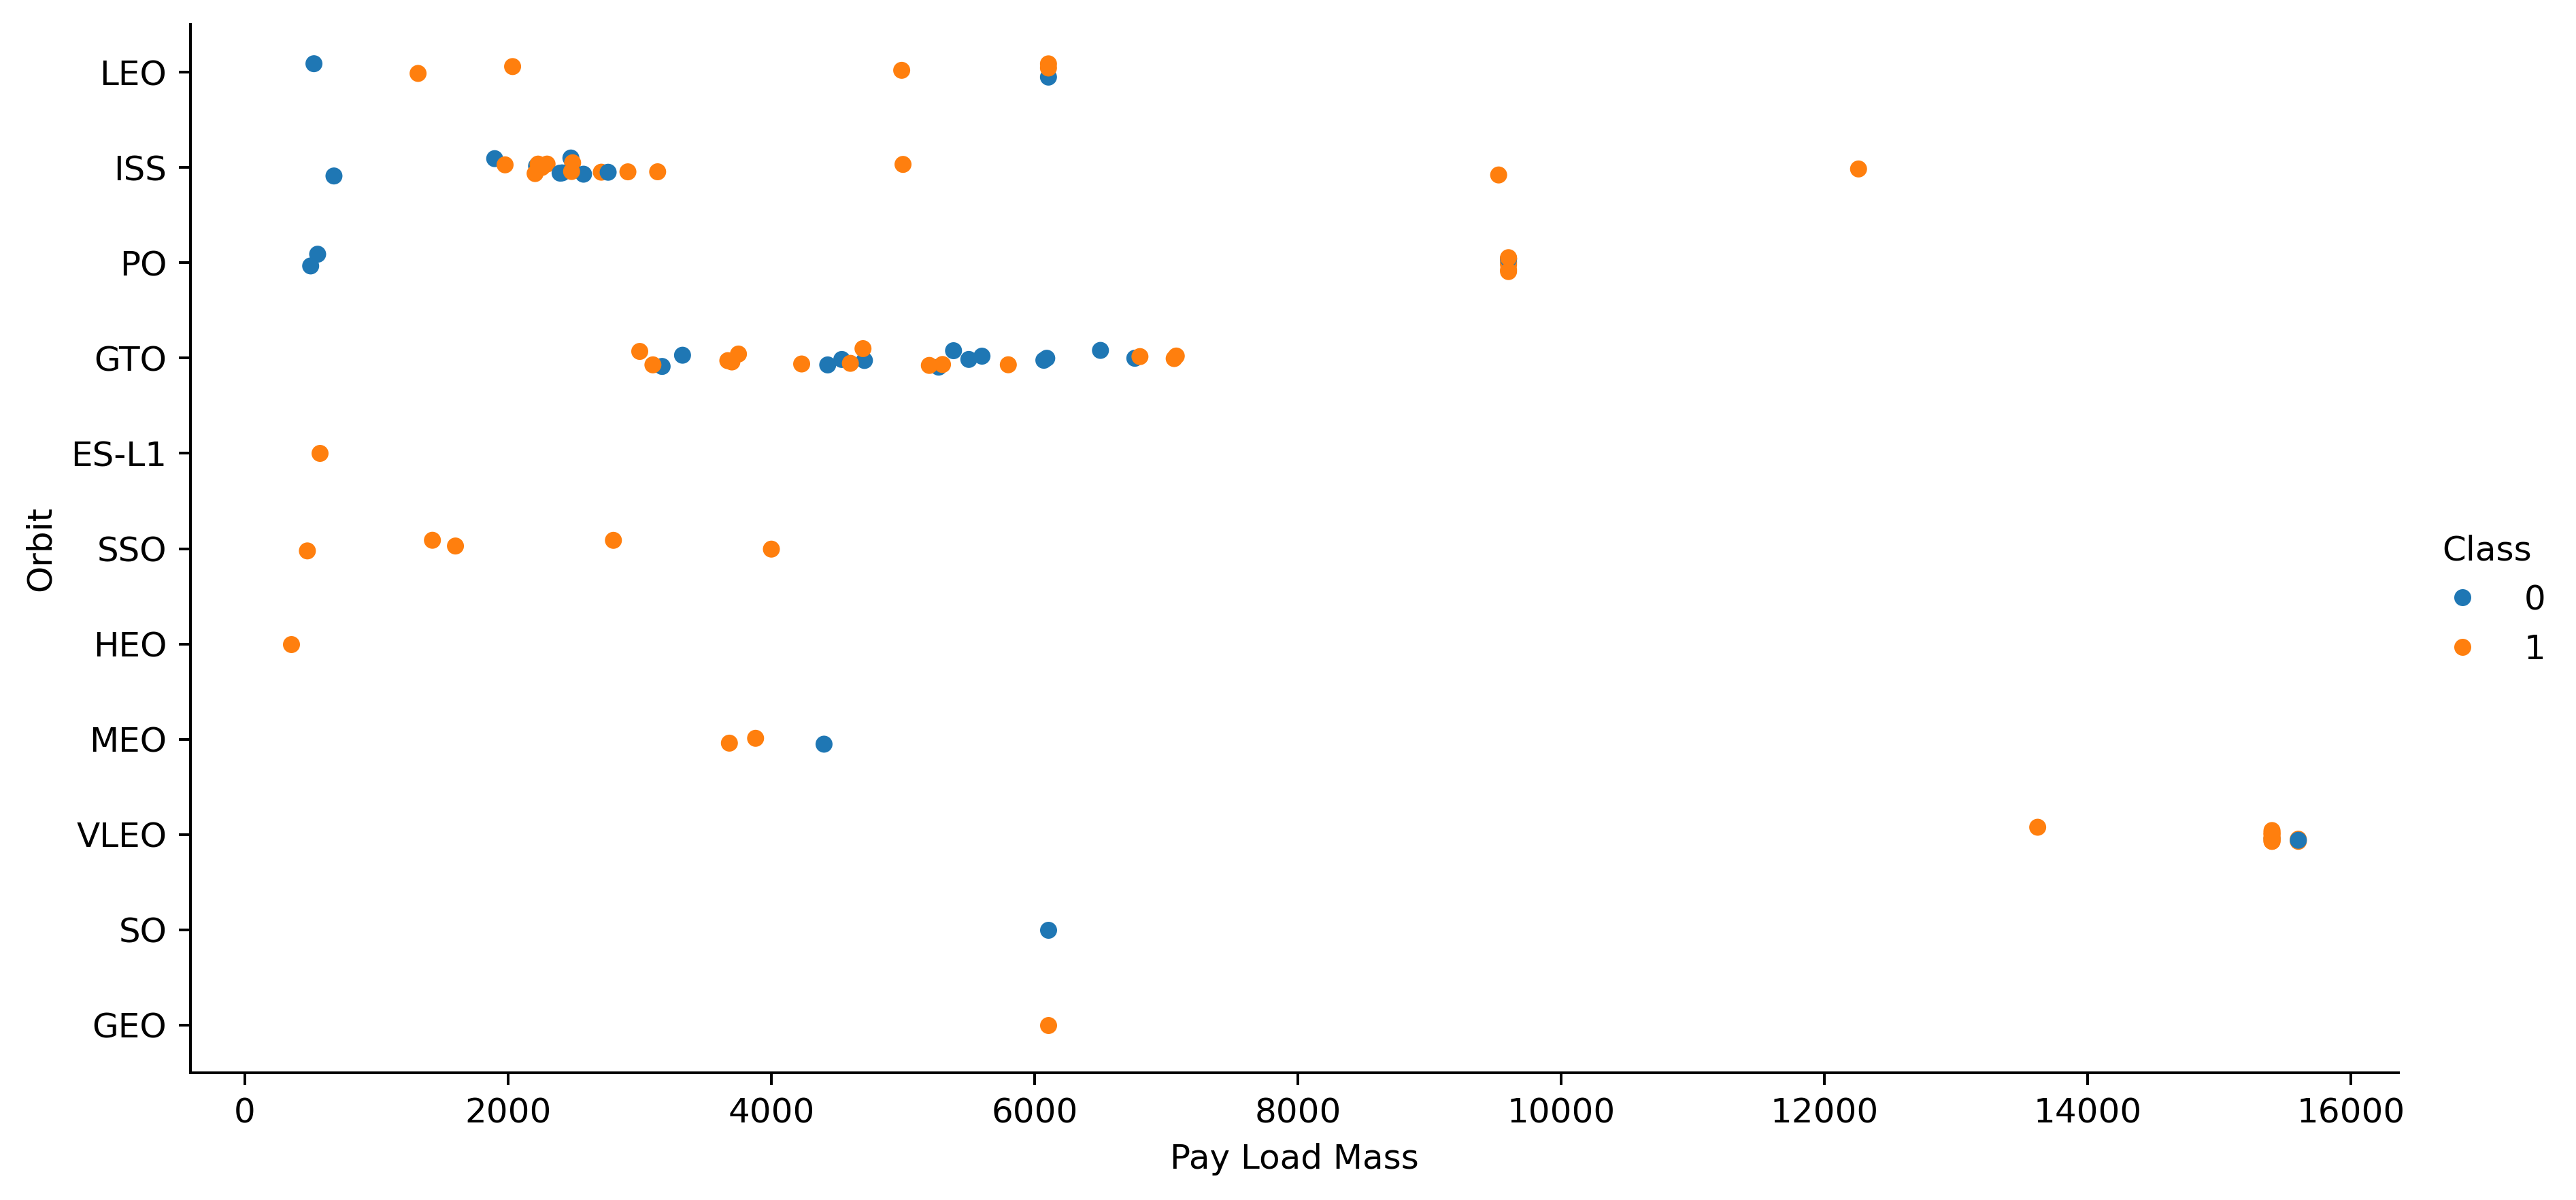 LEO
ISS
PO
GTO
ES-L1
SSO
HEO
MEO
VLEO
SO
GEO
Orbit
0 2000 4000 6000 8000 10000 12000 14000 16000
Pay Load Mass
Class
0
1